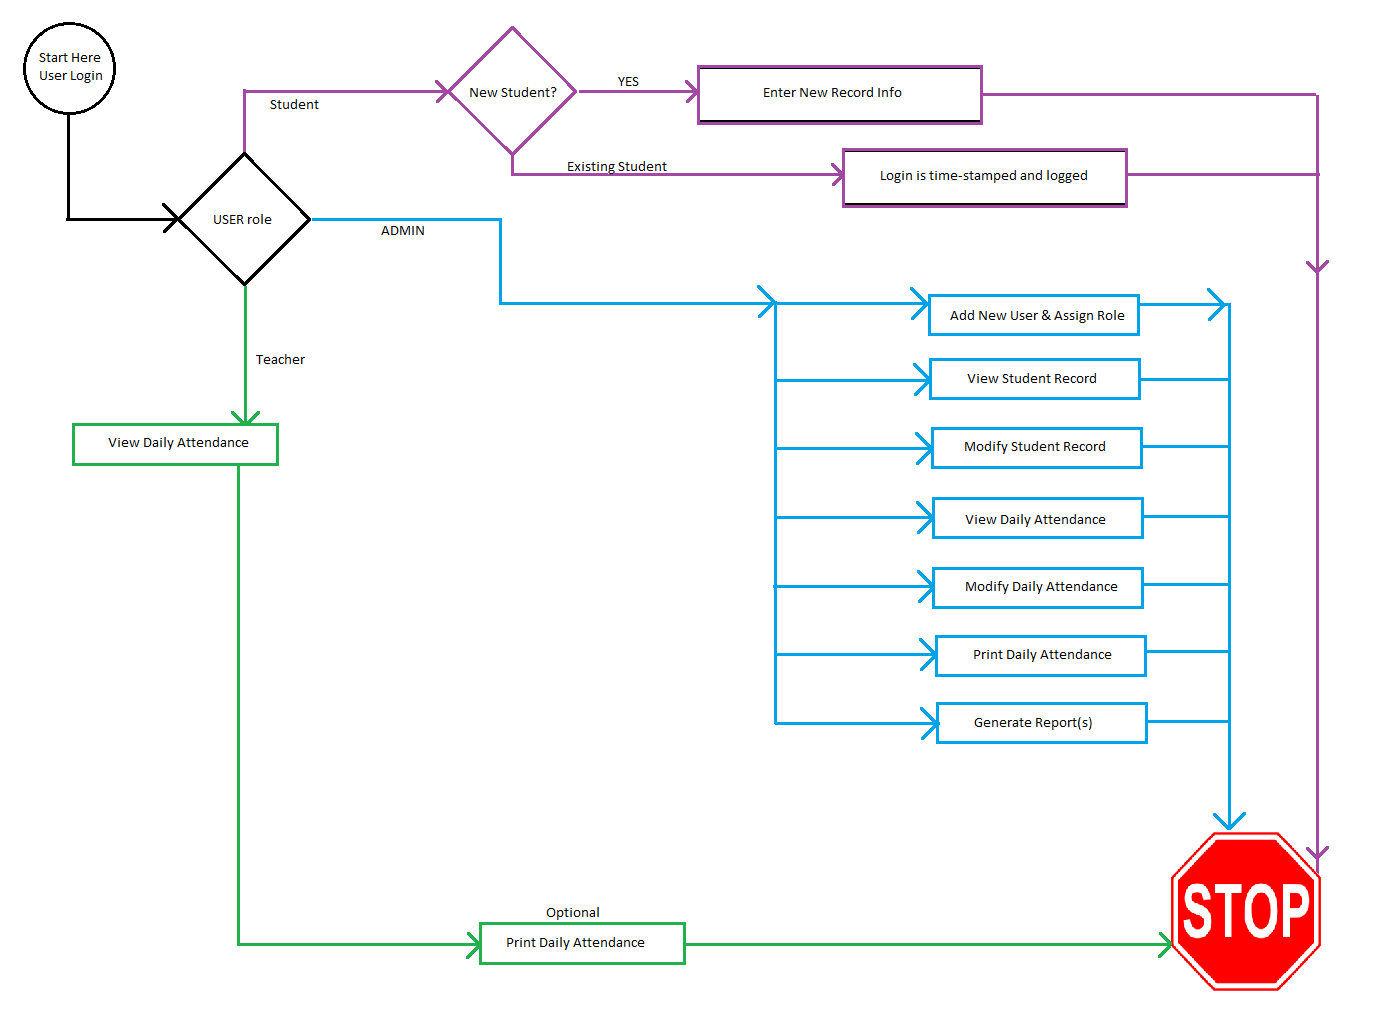 Start Here
User Login
Student
New Student?
YES
Enter New Record Info
Existing Student
Login is time-stamped and logged
USER role
ADMIN
Add New User & Assign Role
Teacher
View Student Record
View Daily Attendance
Modify Student Record
View Daily Attendance
Modify Daily Attendance
Print Daily Attendance
Generate Report(s)
Optional
Print Daily Attendance
STOP